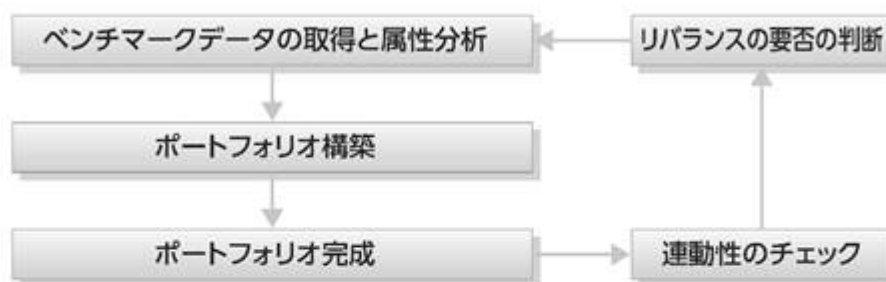 ベンチマークデータの取得と属性分析
リバランスの要否の判断
ポートフォリオ構築
ポートフォリオ完成
連動性のチェック